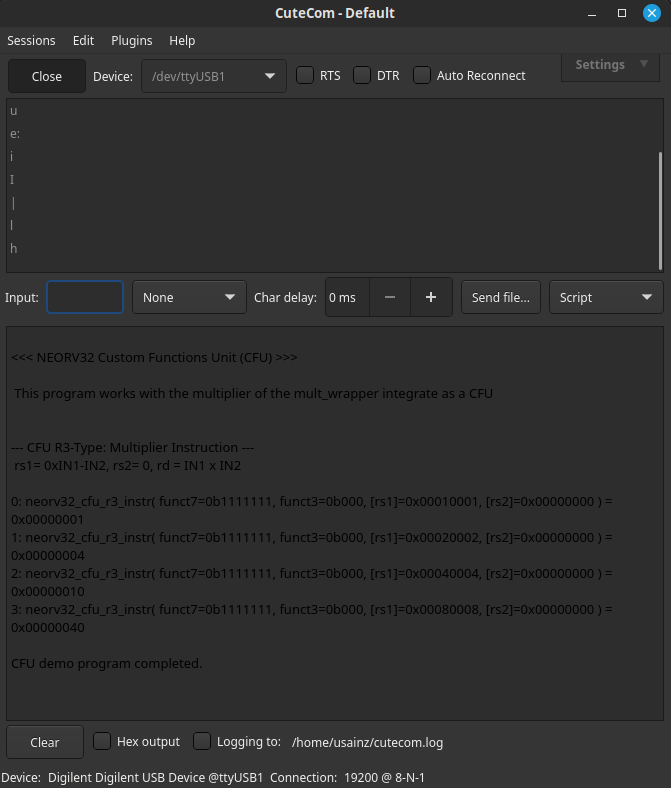 CuteCom - Default
Sessions Edit Plugins Help
Close Device: /dev/ttyUSB1 RTS DTR Auto Reconnect Settings
u
e:
i
I
|
l
h
Input: None Char delay: 0 ms − + Send file... Script
<<< NEORV32 Custom Functions Unit (CFU) >>>
This program works with the multiplier of the mult_wrapper integrate as a CFU
--- CFU R3-Type: Multiplier Instruction ---
rs1= 0xIN1-IN2, rs2= 0, rd = IN1 x IN2
0: neorv32_cfu_r3_instr( funct7=0b1111111, funct3=0b000, [rs1]=0x00010001, [rs2]=0x00000000 ) =
0x00000001
1: neorv32_cfu_r3_instr( funct7=0b1111111, funct3=0b000, [rs1]=0x00020002, [rs2]=0x00000000 ) =
0x00000004
2: neorv32_cfu_r3_instr( funct7=0b1111111, funct3=0b000, [rs1]=0x00040004, [rs2]=0x00000000 ) =
0x00000010
3: neorv32_cfu_r3_instr( funct7=0b1111111, funct3=0b000, [rs1]=0x00080008, [rs2]=0x00000000 ) =
0x00000040
CFU demo program completed.
Clear Hex output Logging to: /home/usainz/cutecom.log
Device: Digilent Digilent USB Device @ttyUSB1 Connection: 19200 @ 8-N-1